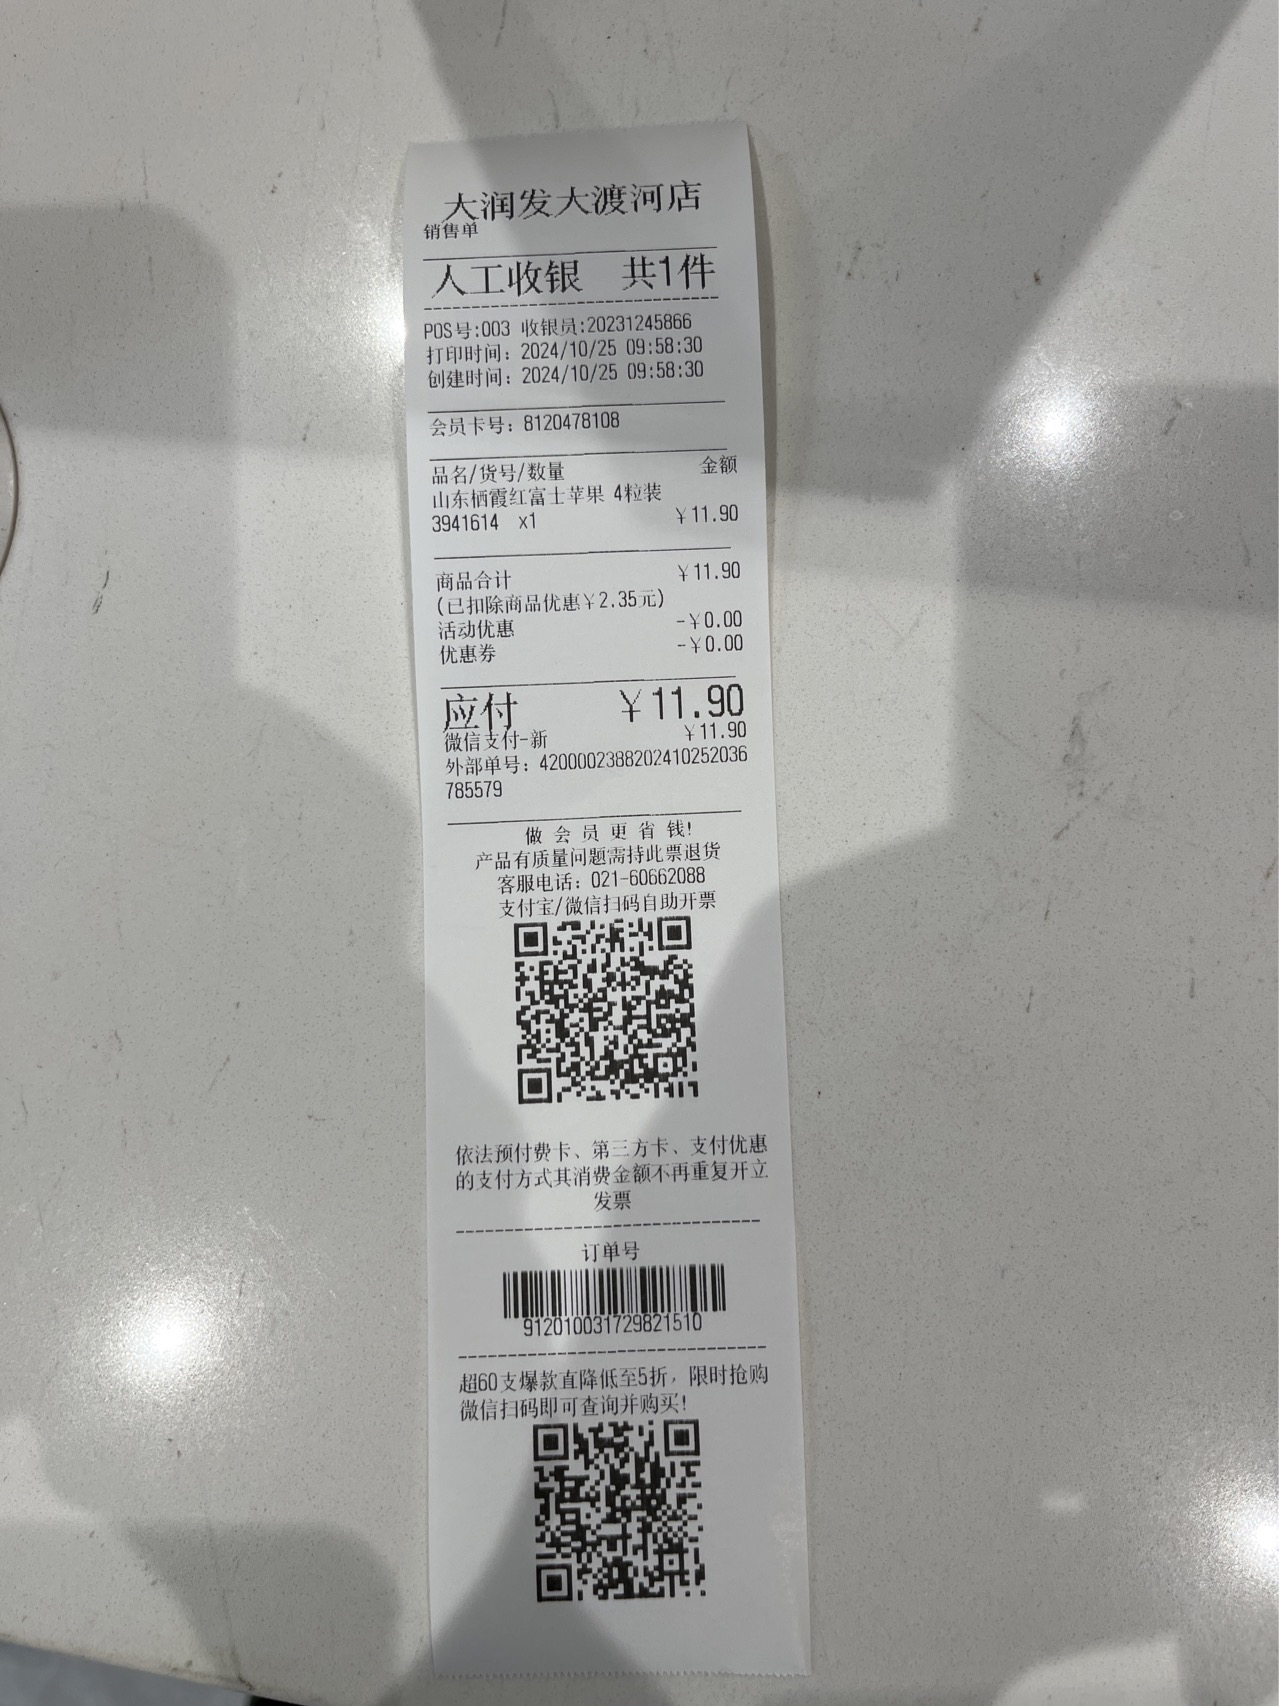 大润发大渡河店
销售单
人工收银 共1件
POS号:003 收银员:20231245866
打印时间：2024/10/25 09:58:30
创建时间：2024/10/25 09:58:30
会员卡号：8120478108
品名/货号/数量 金额
山东栖霞红富士苹果 4粒装
3941614 x1 ￥11.90
商品合计 ￥11.90
(已扣除商品优惠￥2.35元)
活动优惠 -￥0.00
优惠券 -￥0.00
应付 ￥11.90
微信支付-新 ￥11.90
外部单号：4200002388202410252036
785579
做 会 员 更 省 钱!
产品有质量问题需持此票退货
客服电话：021-60662088
支付宝/微信扫码自助开票
依法预付费卡、第三方卡、支付优惠
的支付方式其消费金额不再重复开立
发票
订单号
912010031729821510
超60支爆款直降低至5折，限时抢购
微信扫码即可查询并购买!